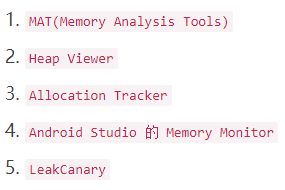 1. MAT(Memory Analysis Tools)
2. Heap Viewer
3. Allocation Tracker
4. Android Studio 的 Memory Monitor
5. LeakCanary